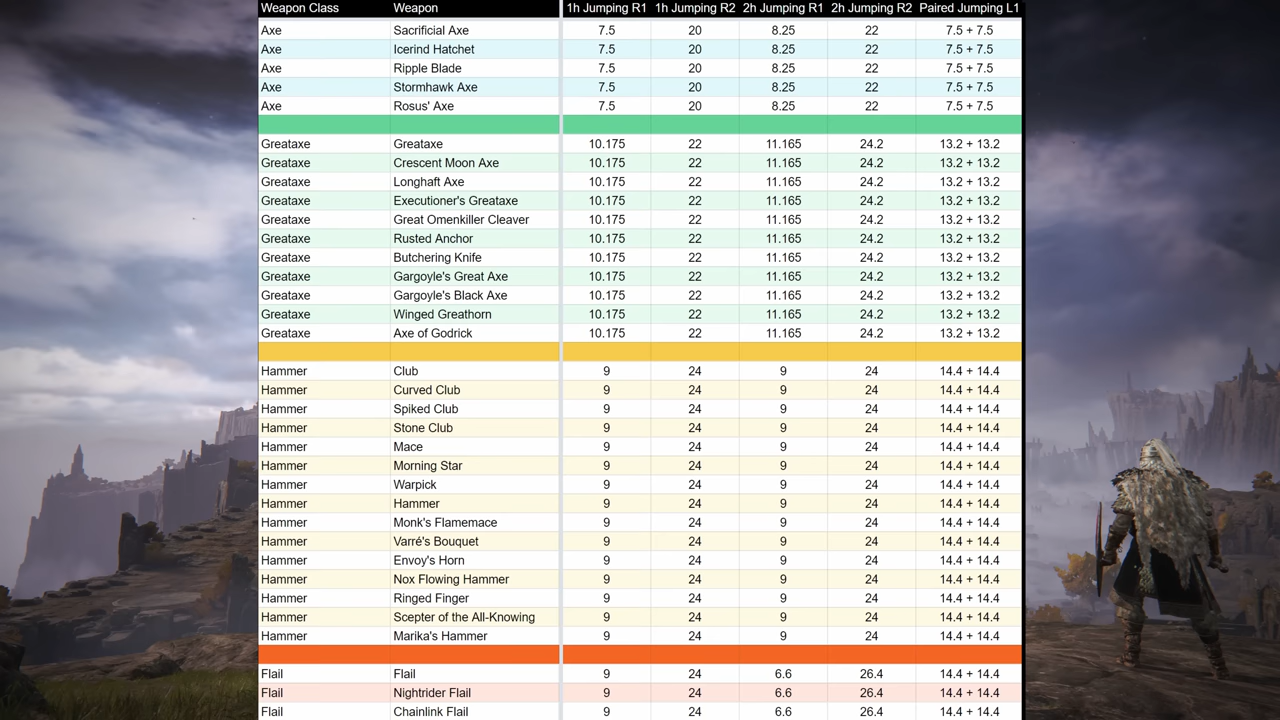 Weapon Class Weapon 1h Jumping R1 1h Jumping R2 2h Jumping R1 2h Jumping R2 Paired Jumping L1
Axe Sacrificial Axe 7.5 20 8.25 22 7.5 + 7.5
Axe Icerind Hatchet 7.5 20 8.25 22 7.5 + 7.5
Axe Ripple Blade 7.5 20 8.25 22 7.5 + 7.5
Axe Stormhawk Axe 7.5 20 8.25 22 7.5 + 7.5
Axe Rosus' Axe 7.5 20 8.25 22 7.5 + 7.5
Greataxe Greataxe 10.175 22 11.165 24.2 13.2 + 13.2
Greataxe Crescent Moon Axe 10.175 22 11.165 24.2 13.2 + 13.2
Greataxe Longhaft Axe 10.175 22 11.165 24.2 13.2 + 13.2
Greataxe Executioner's Greataxe 10.175 22 11.165 24.2 13.2 + 13.2
Greataxe Great Omenkiller Cleaver 10.175 22 11.165 24.2 13.2 + 13.2
Greataxe Rusted Anchor 10.175 22 11.165 24.2 13.2 + 13.2
Greataxe Butchering Knife 10.175 22 11.165 24.2 13.2 + 13.2
Greataxe Gargoyle's Great Axe 10.175 22 11.165 24.2 13.2 + 13.2
Greataxe Gargoyle's Black Axe 10.175 22 11.165 24.2 13.2 + 13.2
Greataxe Winged Greathorn 10.175 22 11.165 24.2 13.2 + 13.2
Greataxe Axe of Godrick 10.175 22 11.165 24.2 13.2 + 13.2
Hammer Club 9 24 9 24 14.4 + 14.4
Hammer Curved Club 9 24 9 24 14.4 + 14.4
Hammer Spiked Club 9 24 9 24 14.4 + 14.4
Hammer Stone Club 9 24 9 24 14.4 + 14.4
Hammer Mace 9 24 9 24 14.4 + 14.4
Hammer Morning Star 9 24 9 24 14.4 + 14.4
Hammer Warpick 9 24 9 24 14.4 + 14.4
Hammer Hammer 9 24 9 24 14.4 + 14.4
Hammer Monk's Flamemace 9 24 9 24 14.4 + 14.4
Hammer Varré's Bouquet 9 24 9 24 14.4 + 14.4
Hammer Envoy's Horn 9 24 9 24 14.4 + 14.4
Hammer Nox Flowing Hammer 9 24 9 24 14.4 + 14.4
Hammer Ringed Finger 9 24 9 24 14.4 + 14.4
Hammer Scepter of the All-Knowing 9 24 9 24 14.4 + 14.4
Hammer Marika's Hammer 9 24 9 24 14.4 + 14.4
Flail Flail 9 24 6.6 26.4 14.4 + 14.4
Flail Nightrider Flail 9 24 6.6 26.4 14.4 + 14.4
Flail Chainlink Flail 9 24 6.6 26.4 14.4 + 14.4